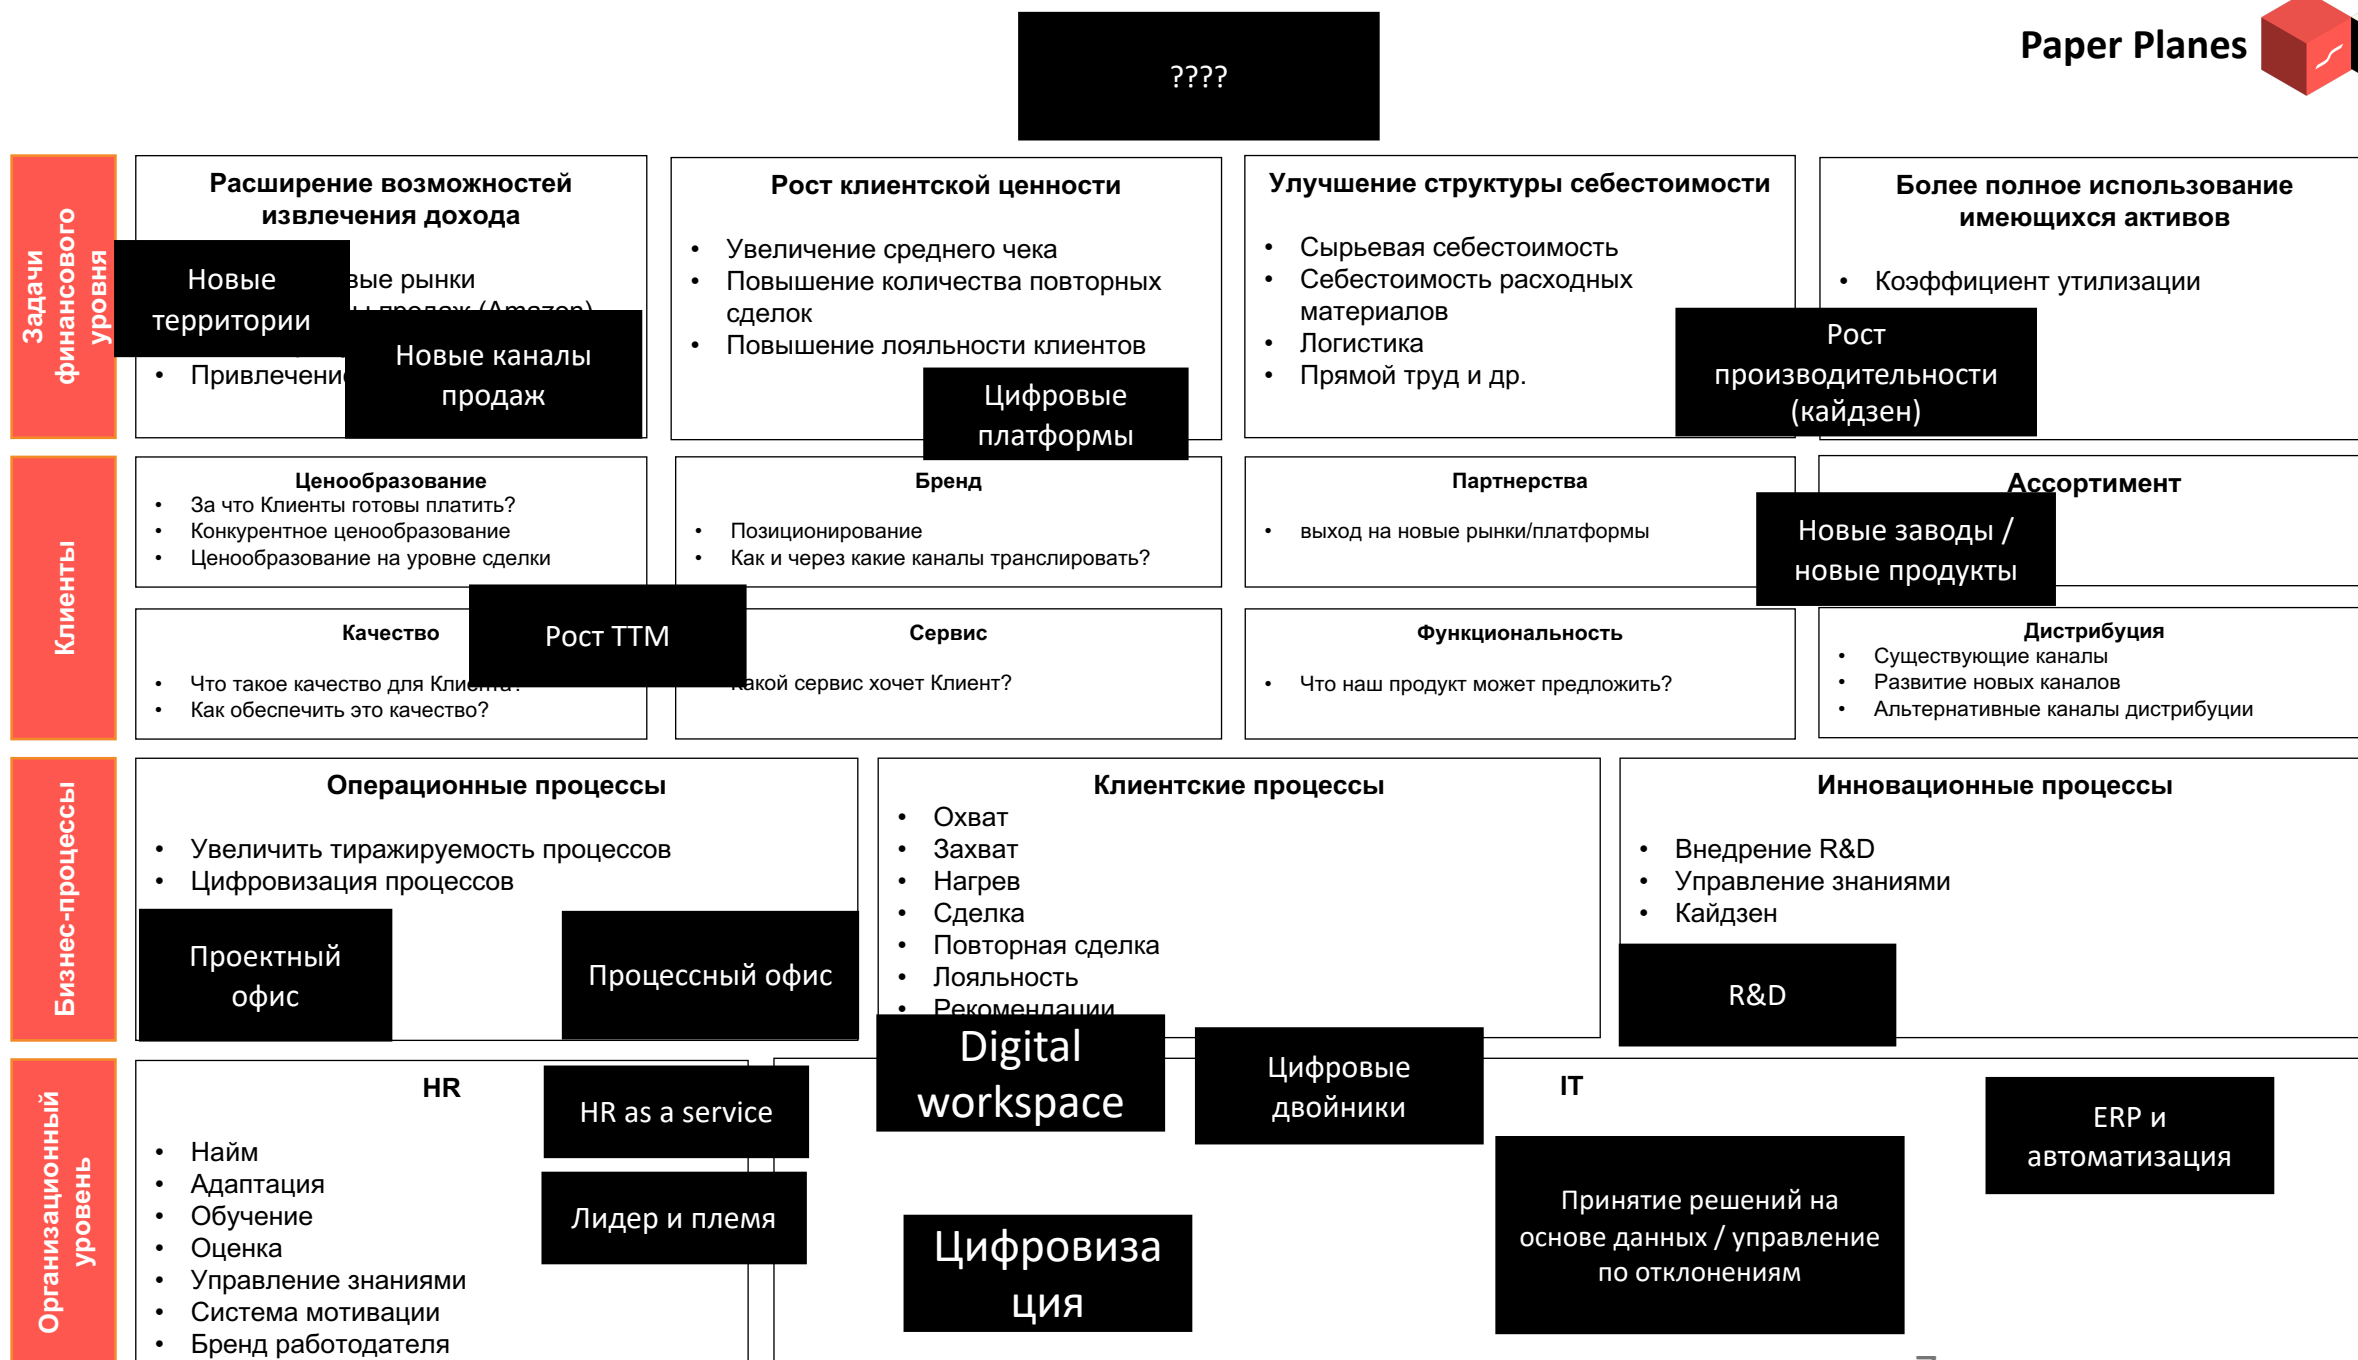 ????
Paper Planes
Задачи
финансового
уровня
Расширение возможностей
извлечения дохода
вые рынки
(Amazon)
Привлечени
Новые
территории
Новые каналы
продаж
Рост клиентской ценности
• Увеличение среднего чека
• Повышение количества повторных
сделок
• Повышение лояльности клиентов
Цифровые
платформы
Улучшение структуры себестоимости
• Сырьевая себестоимость
• Себестоимость расходных
материалов
• Логистика
• Прямой труд и др.
Более полное использование
имеющихся активов
• Коэффициент утилизации
Рост
производительности
(кайдзен)
Клиенты
Ценообразование
• За что Клиенты готовы платить?
• Конкурентное ценообразование
• Ценообразование на уровне сделки
Бренд
• Позиционирование
• Как и через какие каналы транслировать?
Партнерства
• выход на новые рынки/платформы
Ассортимент
Новые заводы /
новые продукты
Качество
• Что такое качество для Клиента?
• Как обеспечить это качество?
Рост TTM
Сервис
Какой сервис хочет Клиент?
Функциональность
• Что наш продукт может предложить?
Дистрибуция
• Существующие каналы
• Развитие новых каналов
• Альтернативные каналы дистрибуции
Бизнес-процессы
Операционные процессы
• Увеличить тиражируемость процессов
• Цифровизация процессов
Проектный
офис
Процессный офис
Клиентские процессы
• Охват
• Захват
• Нагрев
• Сделка
• Повторная сделка
• Лояльность
• Рекомендации
Инновационные процессы
• Внедрение R&D
• Управление знаниями
• Кайдзен
R&D
Организационный
уровень
HR
• Найм
• Адаптация
• Обучение
• Оценка
• Управление знаниями
• Система мотивации
• Бренд работодателя
HR as a service
Лидер и племя
Digital
workspace
Цифровые
двойники
IT
ERP и
автоматизация
Цифровиза
ция
Принятие решений на
основе данных / управление
по отклонениям